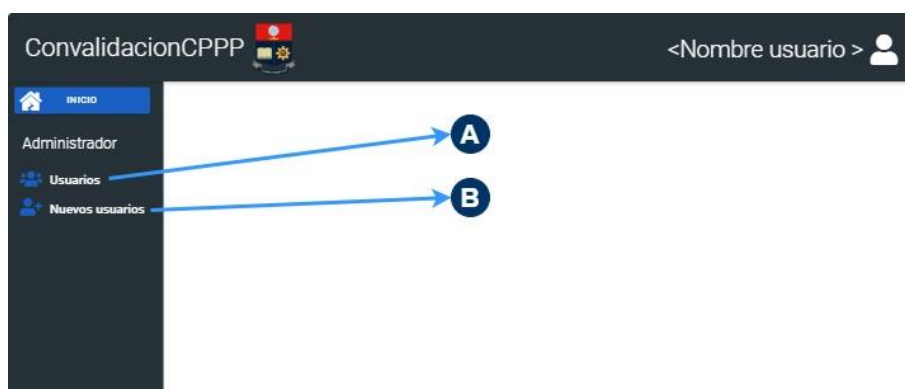 ConvalidacionCPPP
<Nombre usuario >
INICIO
Administrador
Usuarios
A
Nuevos usuarios
B